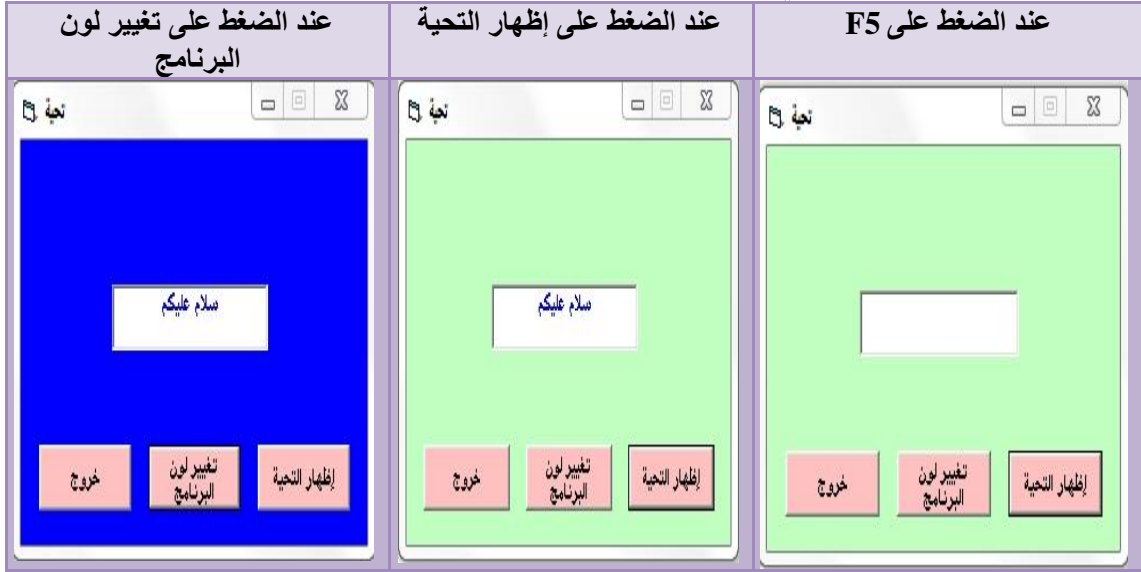 عند الضغط على F5
عند الضغط على إظهار التحية
عند الضغط على تغيير لون
البرنامج
تحية
إظهار التحية
تغيير لون
البرنامج
خروج
تحية
سلام عليكم
إظهار التحية
تغيير لون
البرنامج
خروج
تحية
سلام عليكم
إظهار التحية
تغيير لون
البرنامج
خروج